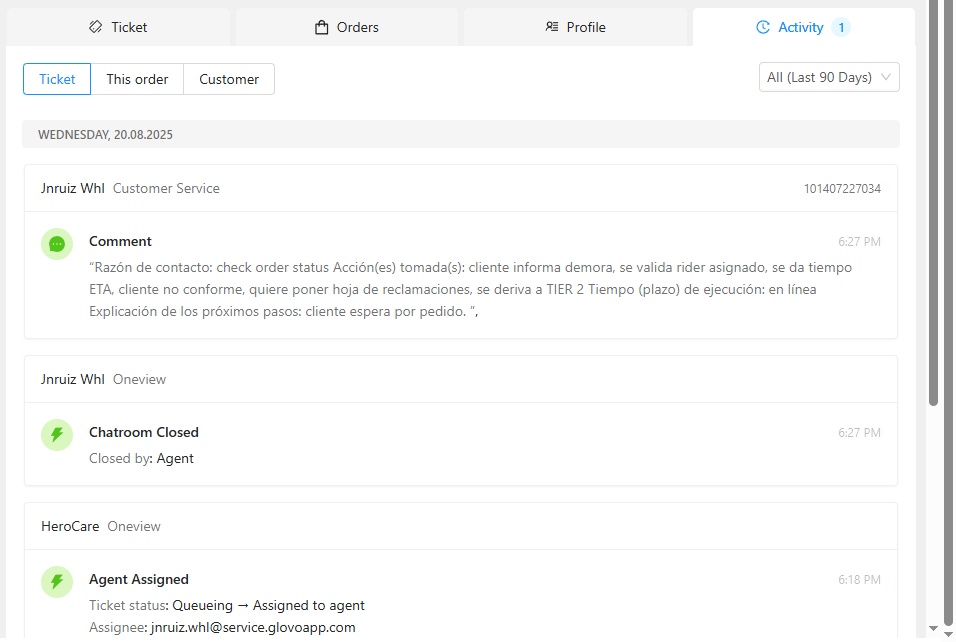 Ticket
Orders
Profile
Activity 1
Ticket
This order
Customer
All (Last 90 Days)
WEDNESDAY, 20.08.2025
Jnruiz Whl Customer Service 101407227034
Comment 6:27 PM
“Razón de contacto: check order status Acción(es) tomada(s): cliente informa demora, se valida rider asignado, se da tiempo
ETA, cliente no conforme, quiere poner hoja de reclamaciones, se deriva a TIER 2 Tiempo (plazo) de ejecución: en línea
Explicación de los próximos pasos: cliente espera por pedido. ”,
Jnruiz Whl Oneview
Chatroom Closed 6:27 PM
Closed by: Agent
HeroCare Oneview
Agent Assigned 6:18 PM
Ticket status: Queueing → Assigned to agent
Assignee: jnruiz.whl@service.glovoapp.com